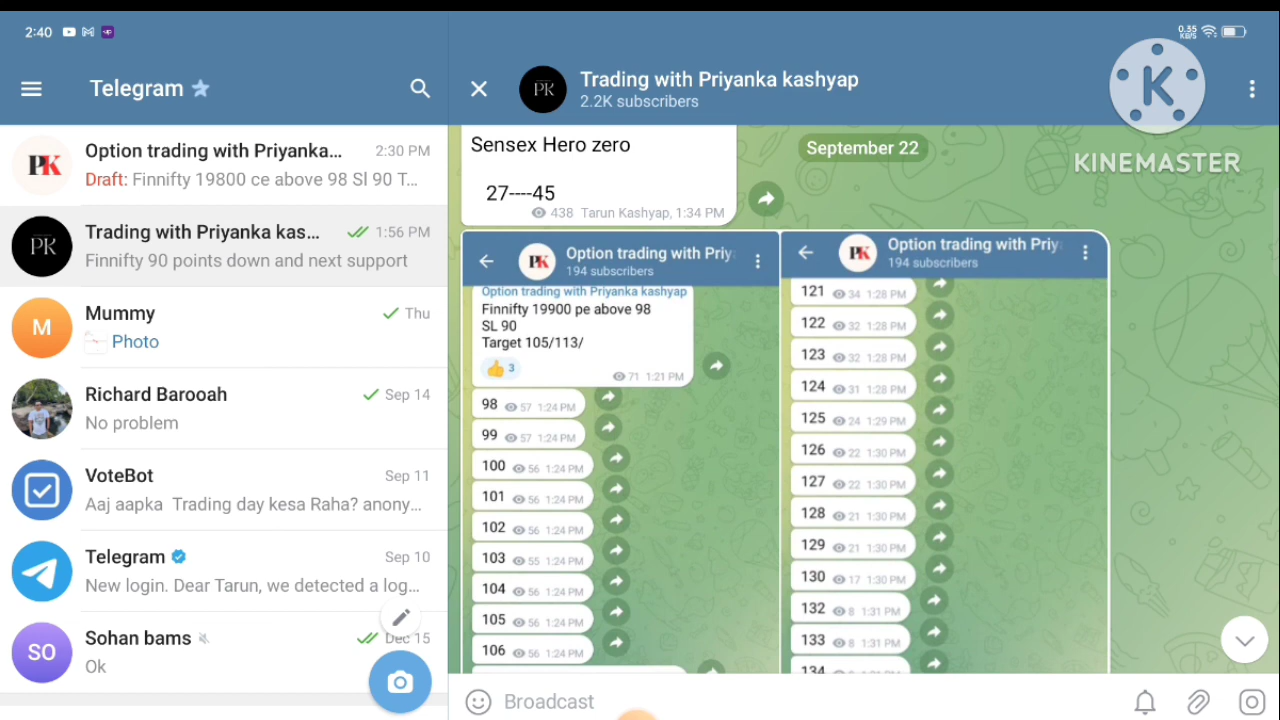 2:40
0.55 KB/S
Telegram
Option trading with Priyanka... 2:30 PM
Draft: Finnifty 19800 ce above 98 Sl 90 T...
PK
Trading with Priyanka kas... 1:56 PM
Finnifty 90 points down and next support
PK
Mummy Thu
Photo
M
Richard Barooah Sep 14
No problem
VoteBot Sep 11
Aaj aapka Trading day kesa Raha? anony...
Telegram Sep 10
New login. Dear Tarun, we detected a log...
Sohan bams Dec 15
Ok
SO
PK
Trading with Priyanka kashyap
2.2K subscribers
K
KINEMASTER
September 22
Sensex Hero zero
27----45
438 Tarun Kashyap, 1:34 PM
PK
Option trading with Priy
194 subscribers
Option trading with Priyanka kashyap
Finnifty 19900 pe above 98
SL 90
Target 105/113/
👍 3
71 1:21 PM
98 57 1:24 PM
99 57 1:24 PM
100 56 1:24 PM
101 56 1:24 PM
102 56 1:24 PM
103 55 1:24 PM
104 56 1:24 PM
105 56 1:24 PM
106 56 1:24 PM
PK
Option trading with Priy
194 subscribers
121 34 1:28 PM
122 32 1:28 PM
123 32 1:28 PM
124 31 1:28 PM
125 24 1:29 PM
126 22 1:30 PM
127 22 1:30 PM
128 21 1:30 PM
129 21 1:30 PM
130 17 1:30 PM
132 8 1:31 PM
133 8 1:31 PM
134
Broadcast